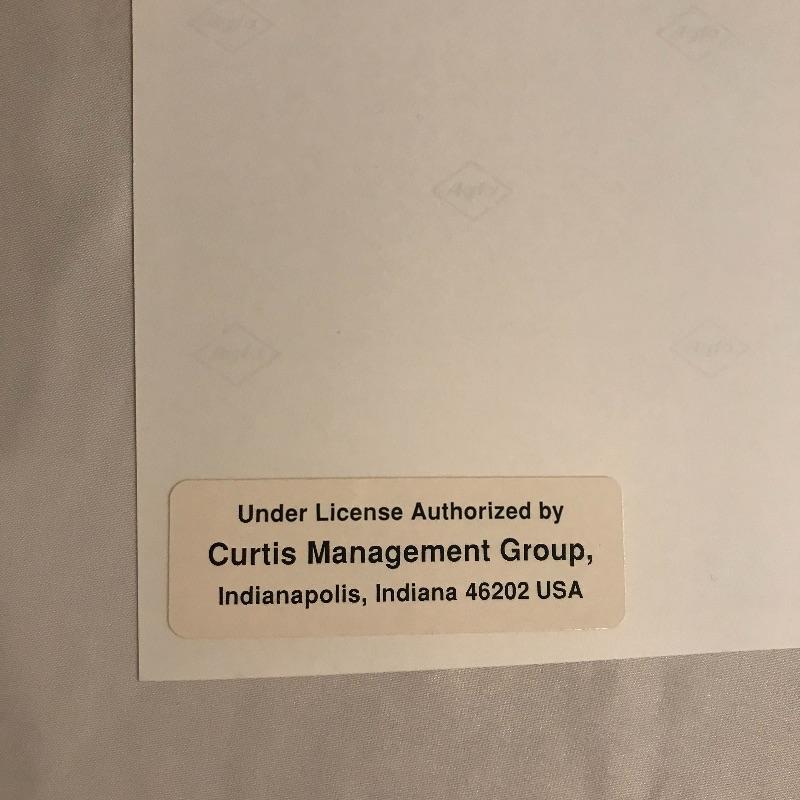 Under License Authorized by
Curtis Management Group,
Indianapolis, Indiana 46202 USA